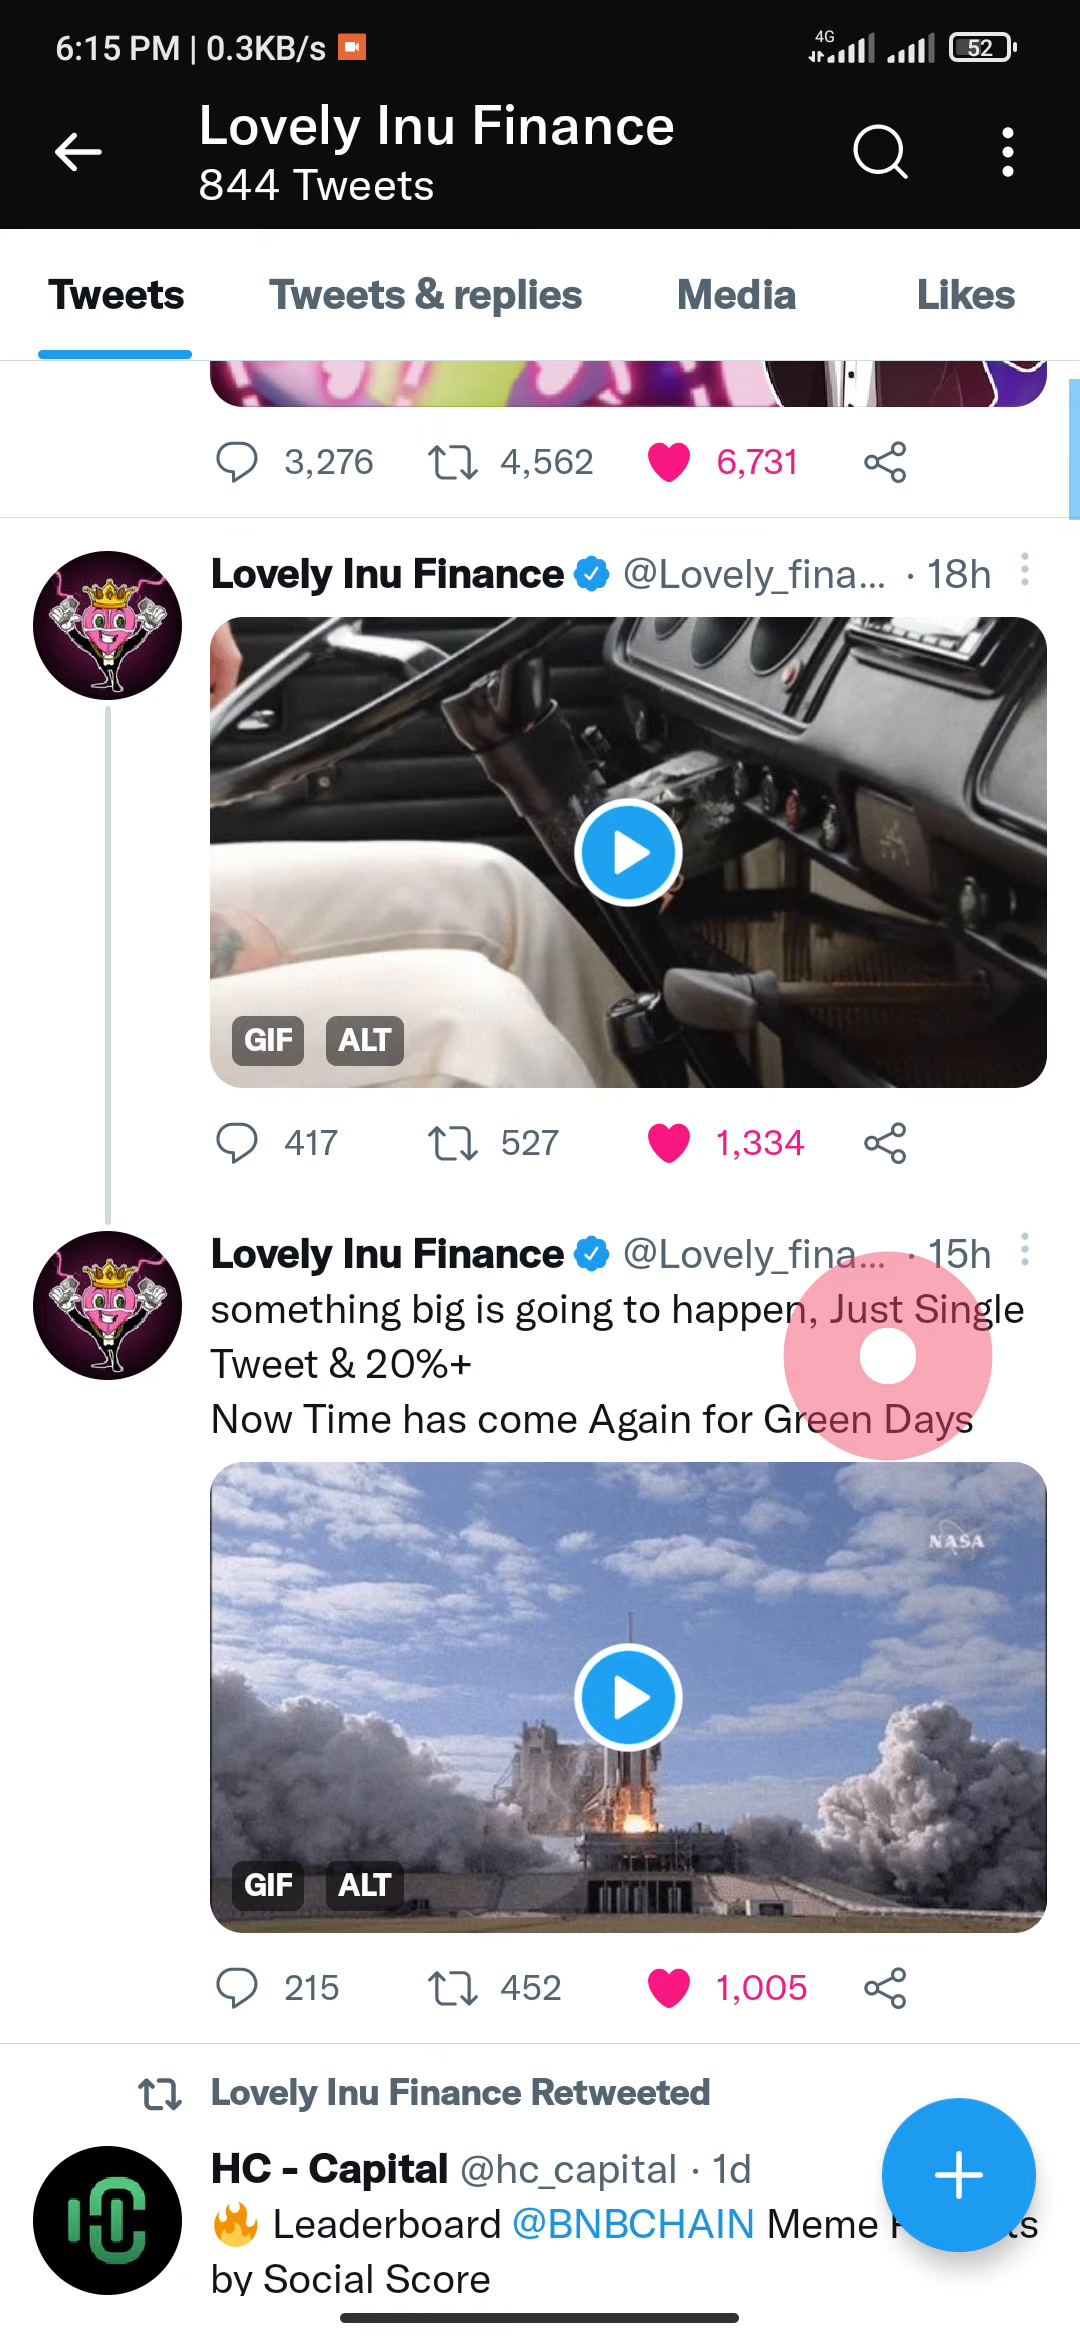 6:15 PM | 0.3KB/s
4G
52
Lovely Inu Finance
844 Tweets
Tweets
Tweets & replies
Media
Likes
3,276
4,562
6,731
Lovely Inu Finance @Lovely_fina... · 18h
GIF
ALT
417
527
1,334
Lovely Inu Finance @Lovely_fina... · 15h
something big is going to happen, Just Single
Tweet & 20%+
Now Time has come Again for Green Days
NASA
GIF
ALT
215
452
1,005
Lovely Inu Finance Retweeted
HC - Capital @hc_capital · 1d
🔥 Leaderboard @BNBCHAIN Meme
by Social Score